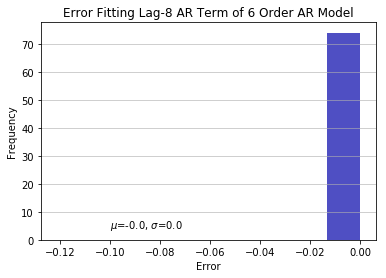 Error Fitting Lag-8 AR Term of 6 Order AR Model
Frequency
70
60
50
40
30
20
10
0
μ=-0.0, σ=0.0
−0.12 −0.10 −0.08 −0.06 −0.04 −0.02 0.00
Error